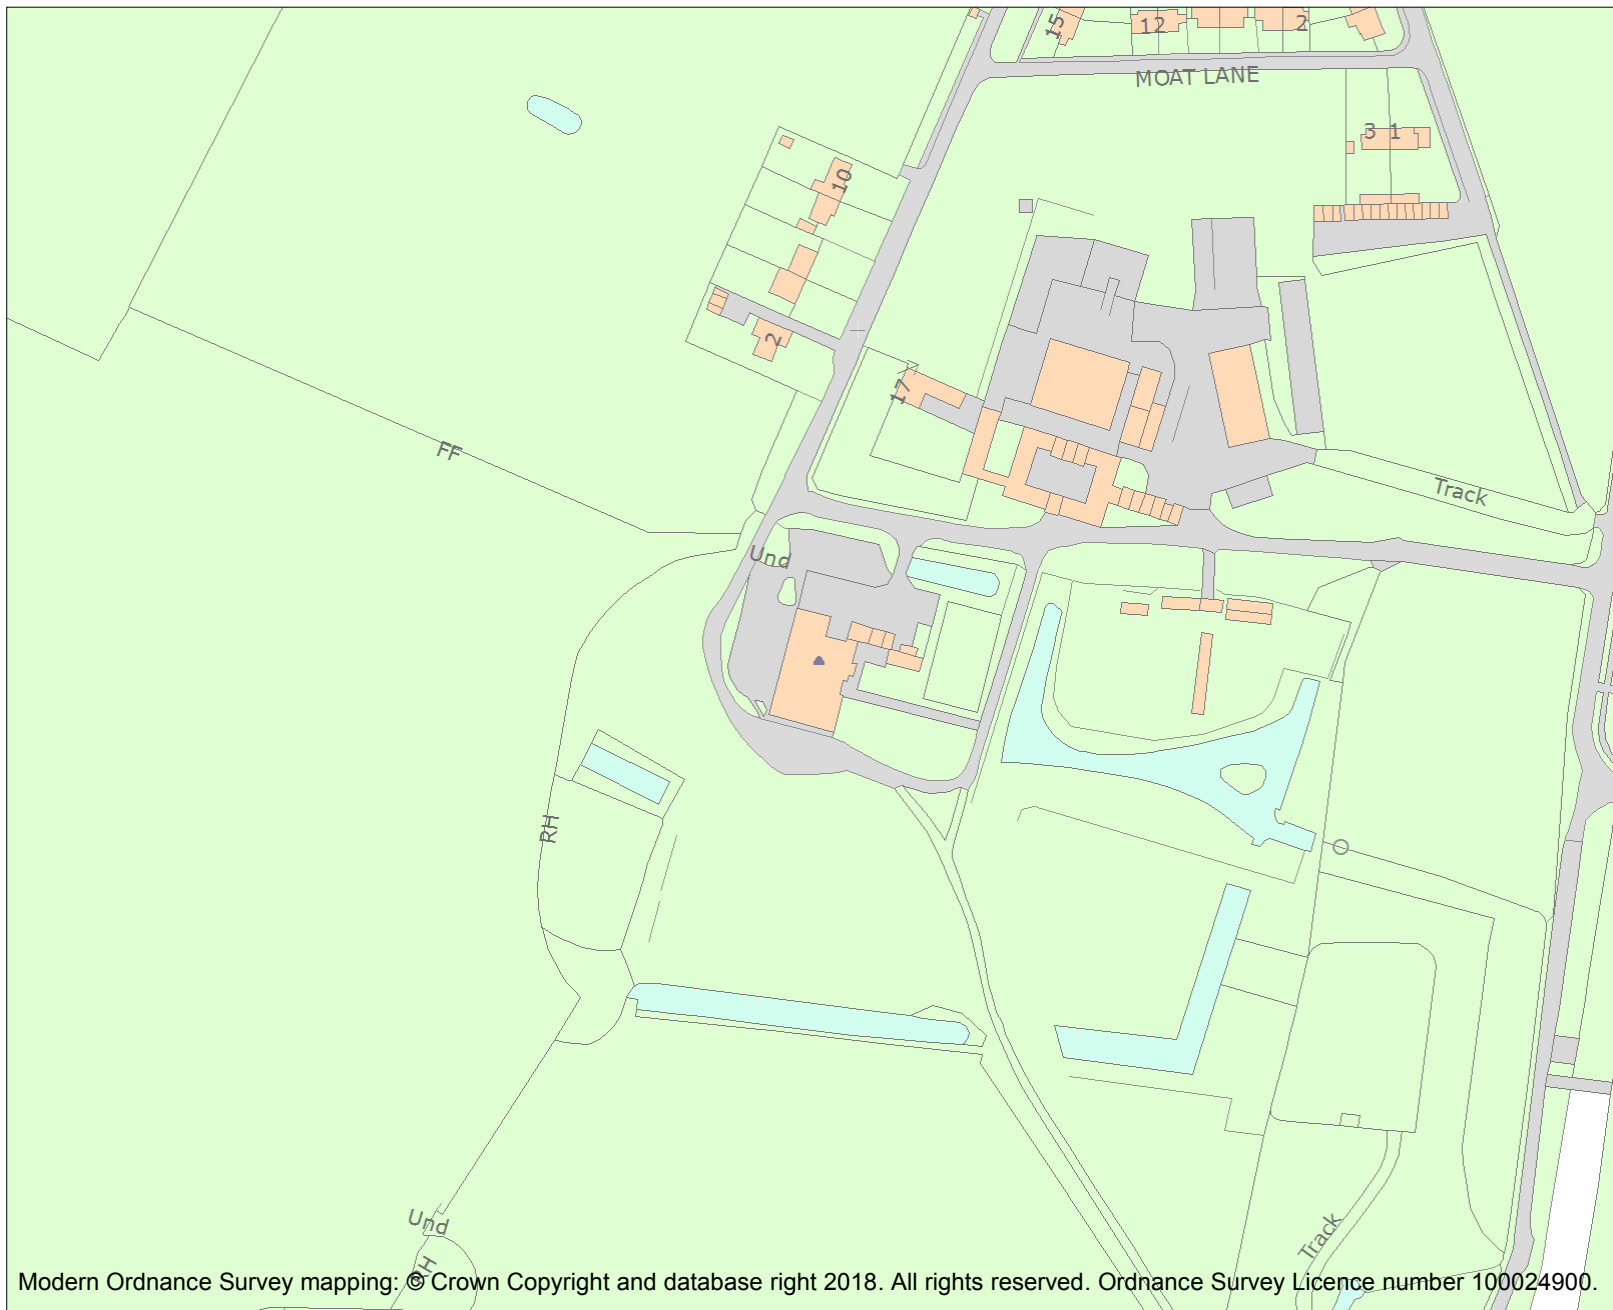 15
12
2
MOAT LANE
3 1
10
2
17
FF
Track
Und
RH
Und
Track
RH
Modern Ordnance Survey mapping: © Crown Copyright and database right 2018. All rights reserved. Ordnance Survey Licence number 100024900.